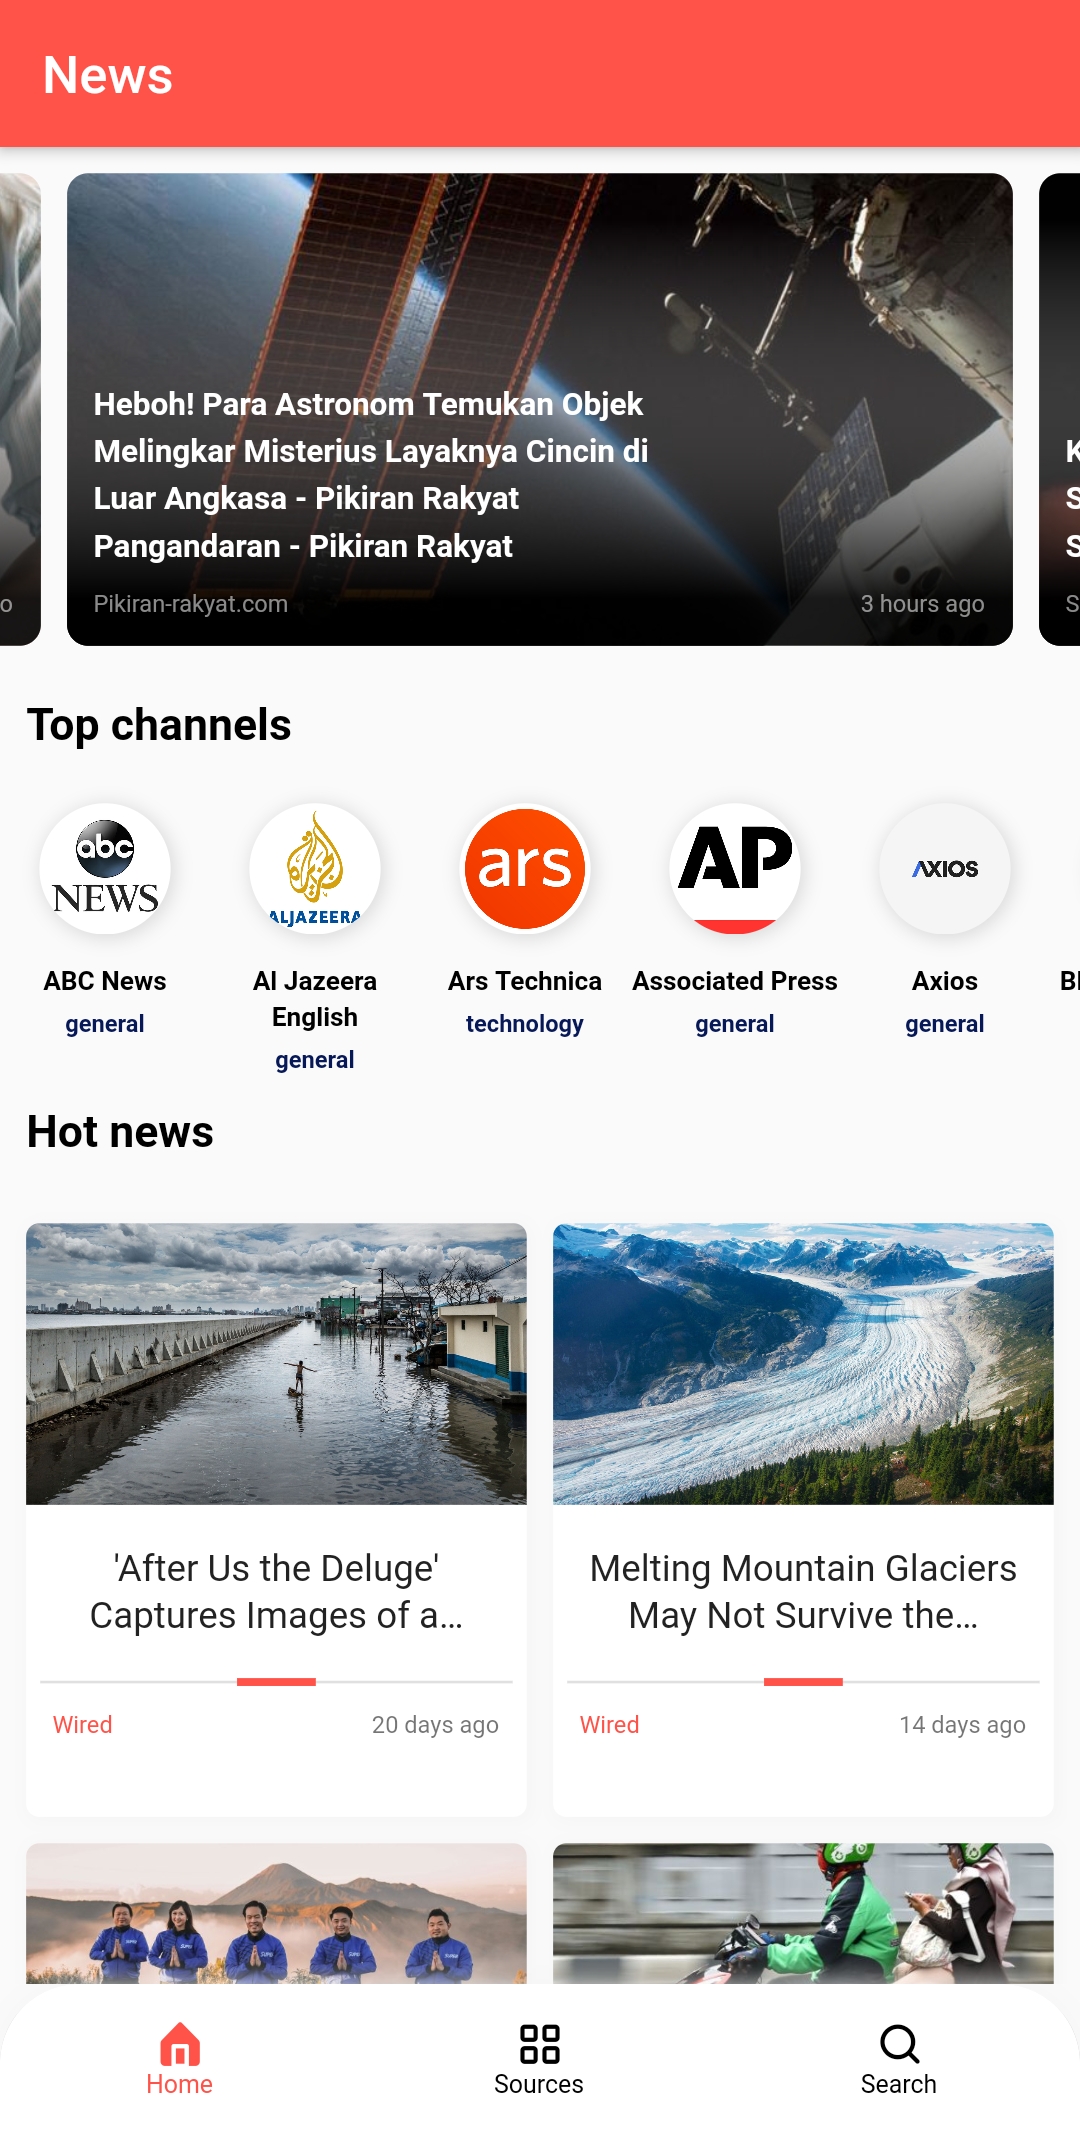 News
Heboh! Para Astronom Temukan Objek
Melingkar Misterius Layaknya Cincin di
Luar Angkasa - Pikiran Rakyat
Pangandaran - Pikiran Rakyat
Pikiran-rakyat.com
3 hours ago
Top channels
abc
NEWS
ALJAZEERA
ars
AP
AXIOS
ABC News
general
Al Jazeera
English
general
Ars Technica
technology
Associated Press
general
Axios
general
Hot news
'After Us the Deluge'
Captures Images of a...
Wired
20 days ago
Melting Mountain Glaciers
May Not Survive the...
Wired
14 days ago
Home
Sources
Search